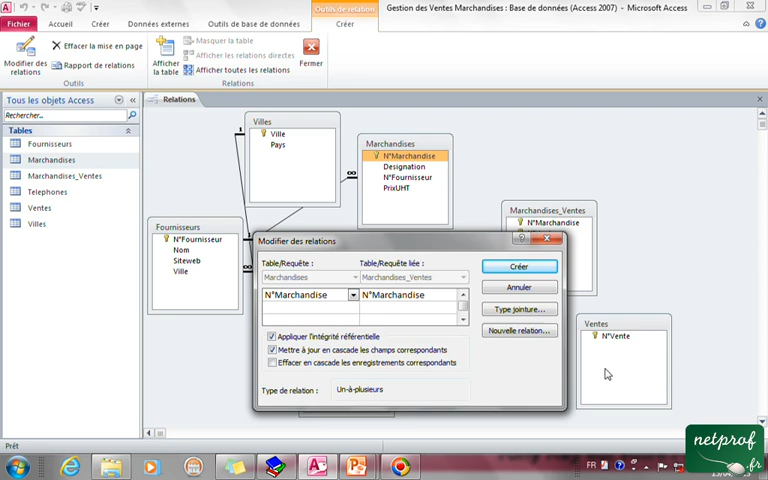 Outils de relation
Gestion des Ventes Marchandises : Base de données (Access 2007) - Microsoft Access
Fichier
Accueil
Créer
Données externes
Outils de base de données
Créer
Modifier des relations
Effacer la mise en page
Rapport de relations
Outils
Afficher la table
Masquer la table
Afficher les relations directes
Afficher toutes les relations
Relations
Fermer
Tous les objets Access
Rechercher...
Tables
Fournisseurs
Marchandises
Marchandises_Ventes
Telephones
Ventes
Villes
Relations
Villes
Ville
Pays
1
∞
Marchandises
N°Marchandise
Designation
N°Fournisseur
PrixUHT
Marchandises_Ventes
N°Marchandise
Fournisseurs
N°Fournisseur
Nom
Siteweb
Ville
1
∞
Ventes
N°Vente
Modifier des relations
Table/Requête :
Table/Requête liée :
Marchandises
Marchandises_Ventes
N°Marchandise
N°Marchandise
Appliquer l'intégrité référentielle
Mettre à jour en cascade les champs correspondants
Effacer en cascade les enregistrements correspondants
Type de relation :
Un-à-plusieurs
Créer
Annuler
Type jointure...
Nouvelle relation...
Prêt
FR
netprof
.fr